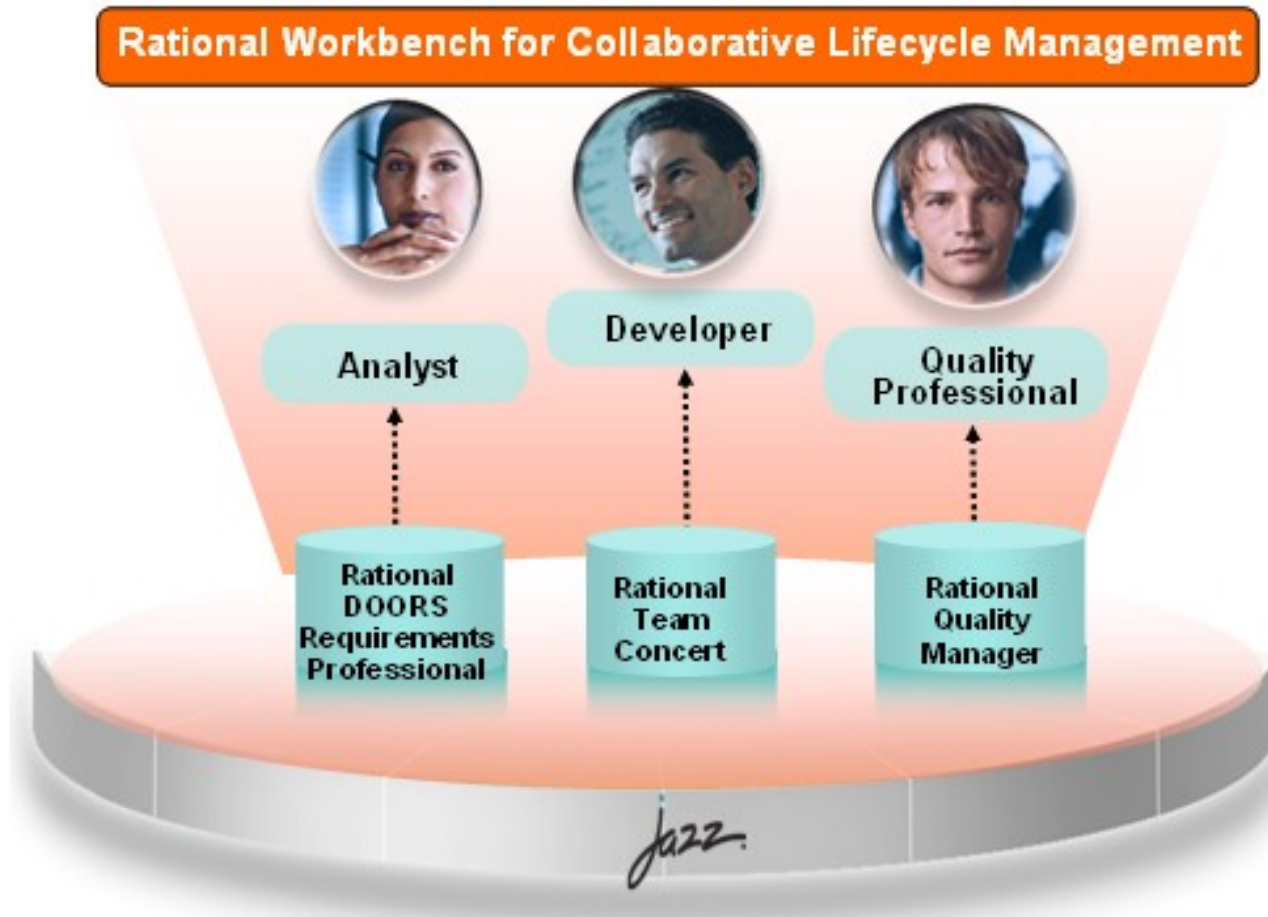 Rational Workbench for Collaborative Lifecycle Management
Analyst
Developer
Quality
Professional
Rational
DOORS
Requirements
Professional
Rational
Team
Concert
Rational
Quality
Manager
Jazz